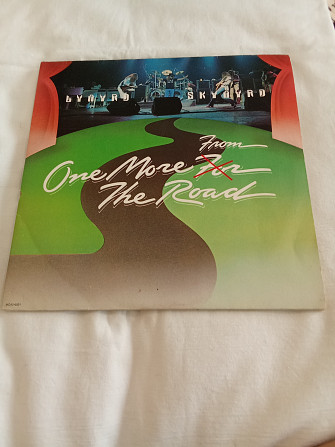 LYNYRD SKYNYRD
From
One More For
The Road